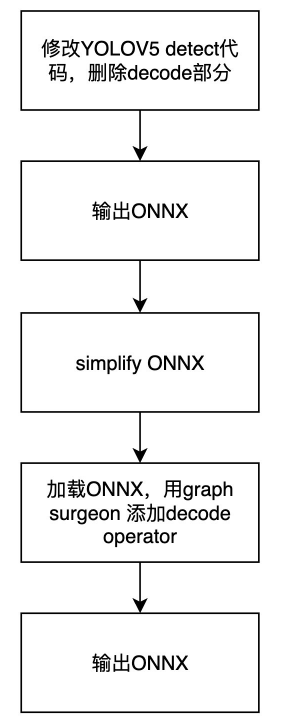 修改YOLOV5 detect代
码，删除decode部分
输出ONNX
simplify ONNX
加载ONNX，用graph
surgeon 添加decode
operator
输出ONNX